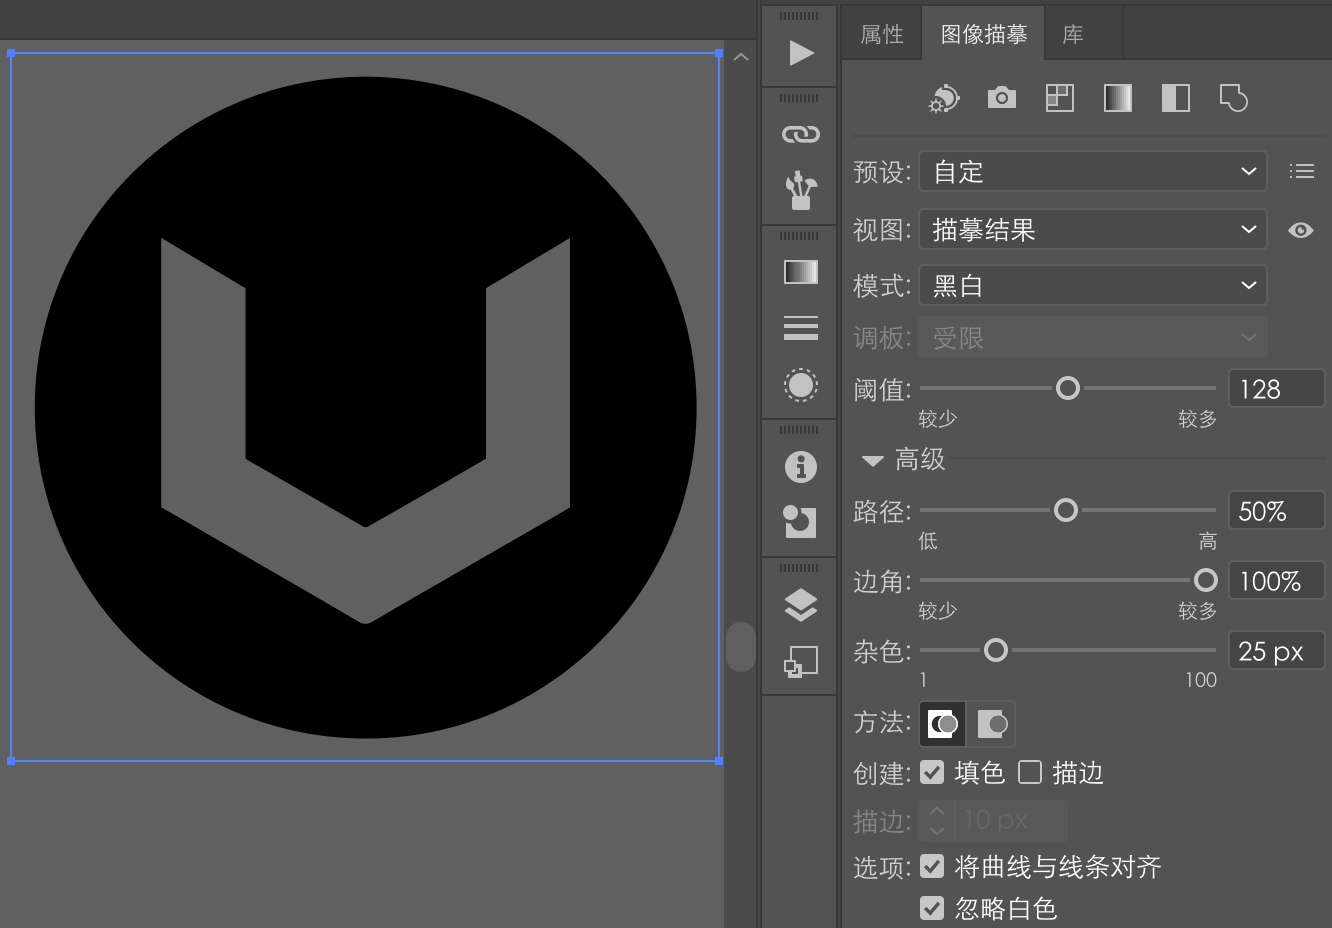 属性 图像描摹 库
预设: 自定
视图: 描摹结果
模式: 黑白
调板: 受限
阈值: 128
较少 较多
高级
路径: 50%
低 高
边角: 100%
较少 较多
杂色: 25 px
1 100
方法:
创建: 填色 描边
描边: 10 px
选项: 将曲线与线条对齐
忽略白色